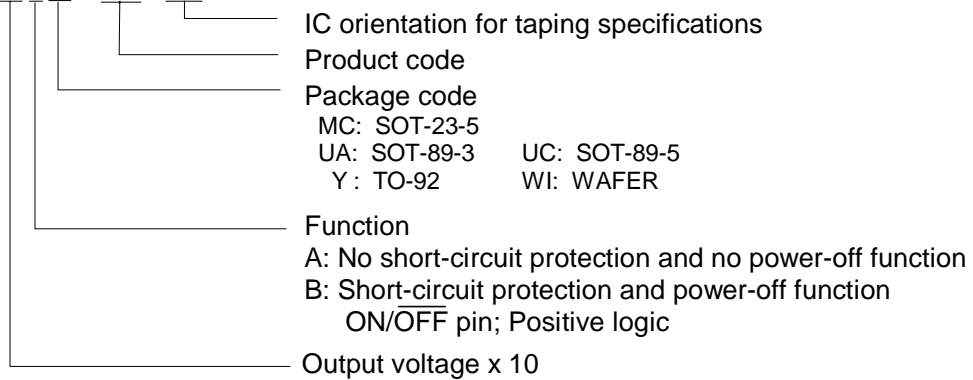 IC orientation for taping specifications
Product code
Package code
MC: SOT-23-5
UA: SOT-89-3 UC: SOT-89-5
Y : TO-92 WI: WAFER
Function
A: No short-circuit protection and no power-off function
B: Short-circuit protection and power-off function
ON/OFF pin; Positive logic
Output voltage x 10